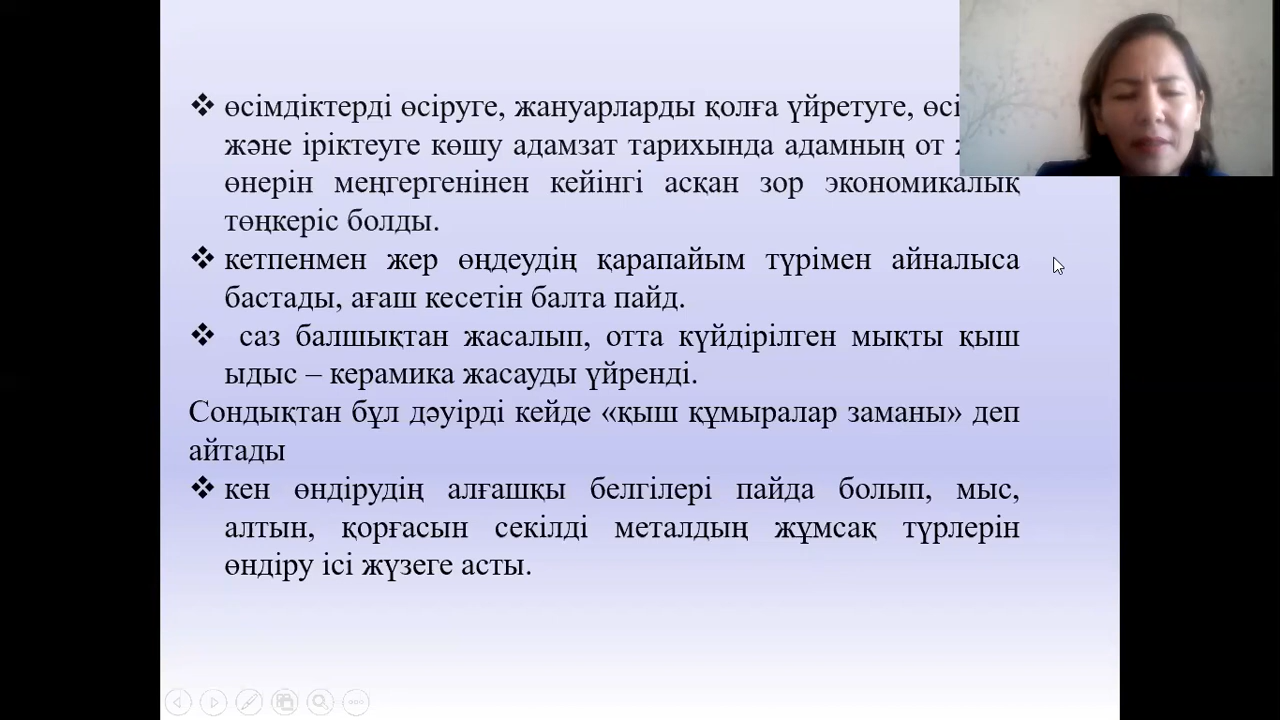 ❖ өсімдіктерді өсіруге, жануарларды қолға үйретуге,
және іріктеуге көшу адамзат тарихында адамның от
өнерін меңгергенінен кейінгі асқан зор экономикалық
төңкеріс болды.
❖ кетпенмен жер өңдеудің қарапайым түрімен айналыса
бастады, ағаш кесетін балта пайд.
❖ саз балшықтан жасалып, отта күйдірілген мықты қыш
ыдыс – керамика жасауды үйренді.
Сондықтан бұл дәуірді кейде «қыш құмыралар заманы» деп
айтады
❖ кен өндірудің алғашқы белгілері пайда болып, мыс,
алтын, қорғасын секілді металдың жұмсақ түрлерін
өндіру ісі жүзеге асты.